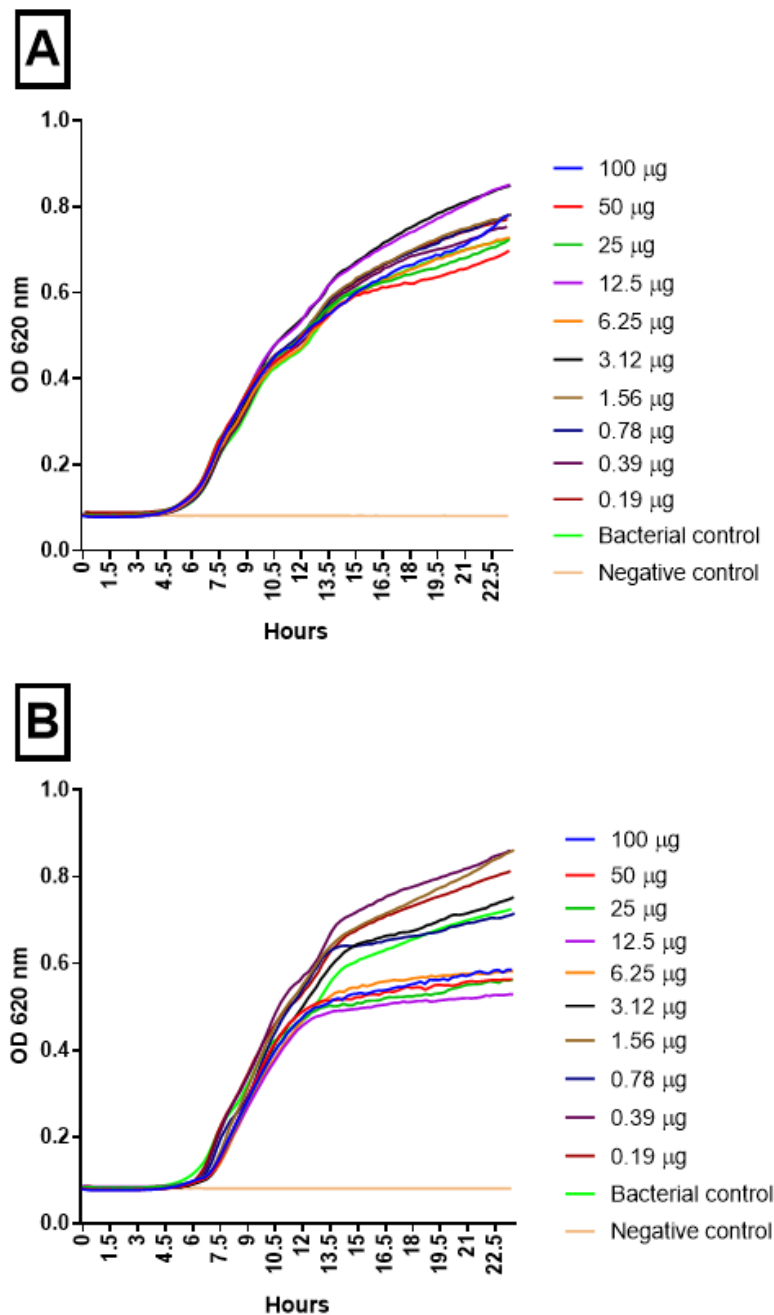 A
1.0
0.8
0.6
0.4
0.2
0.0
OD 620 nm
0 1.5 3 4.5 6 7.5 9 10.5 12 13.5 15 16.5 18 19.5 21 22.5
Hours
100 μg
50 μg
25 μg
12.5 μg
6.25 μg
3.12 μg
1.56 μg
0.78 μg
0.39 μg
0.19 μg
Bacterial control
Negative control
B
1.0
0.8
0.6
0.4
0.2
0.0
OD 620 nm
0 1.5 3 4.5 6 7.5 9 10.5 12 13.5 15 16.5 18 19.5 21 22.5
Hours
100 μg
50 μg
25 μg
12.5 μg
6.25 μg
3.12 μg
1.56 μg
0.78 μg
0.39 μg
0.19 μg
Bacterial control
Negative control